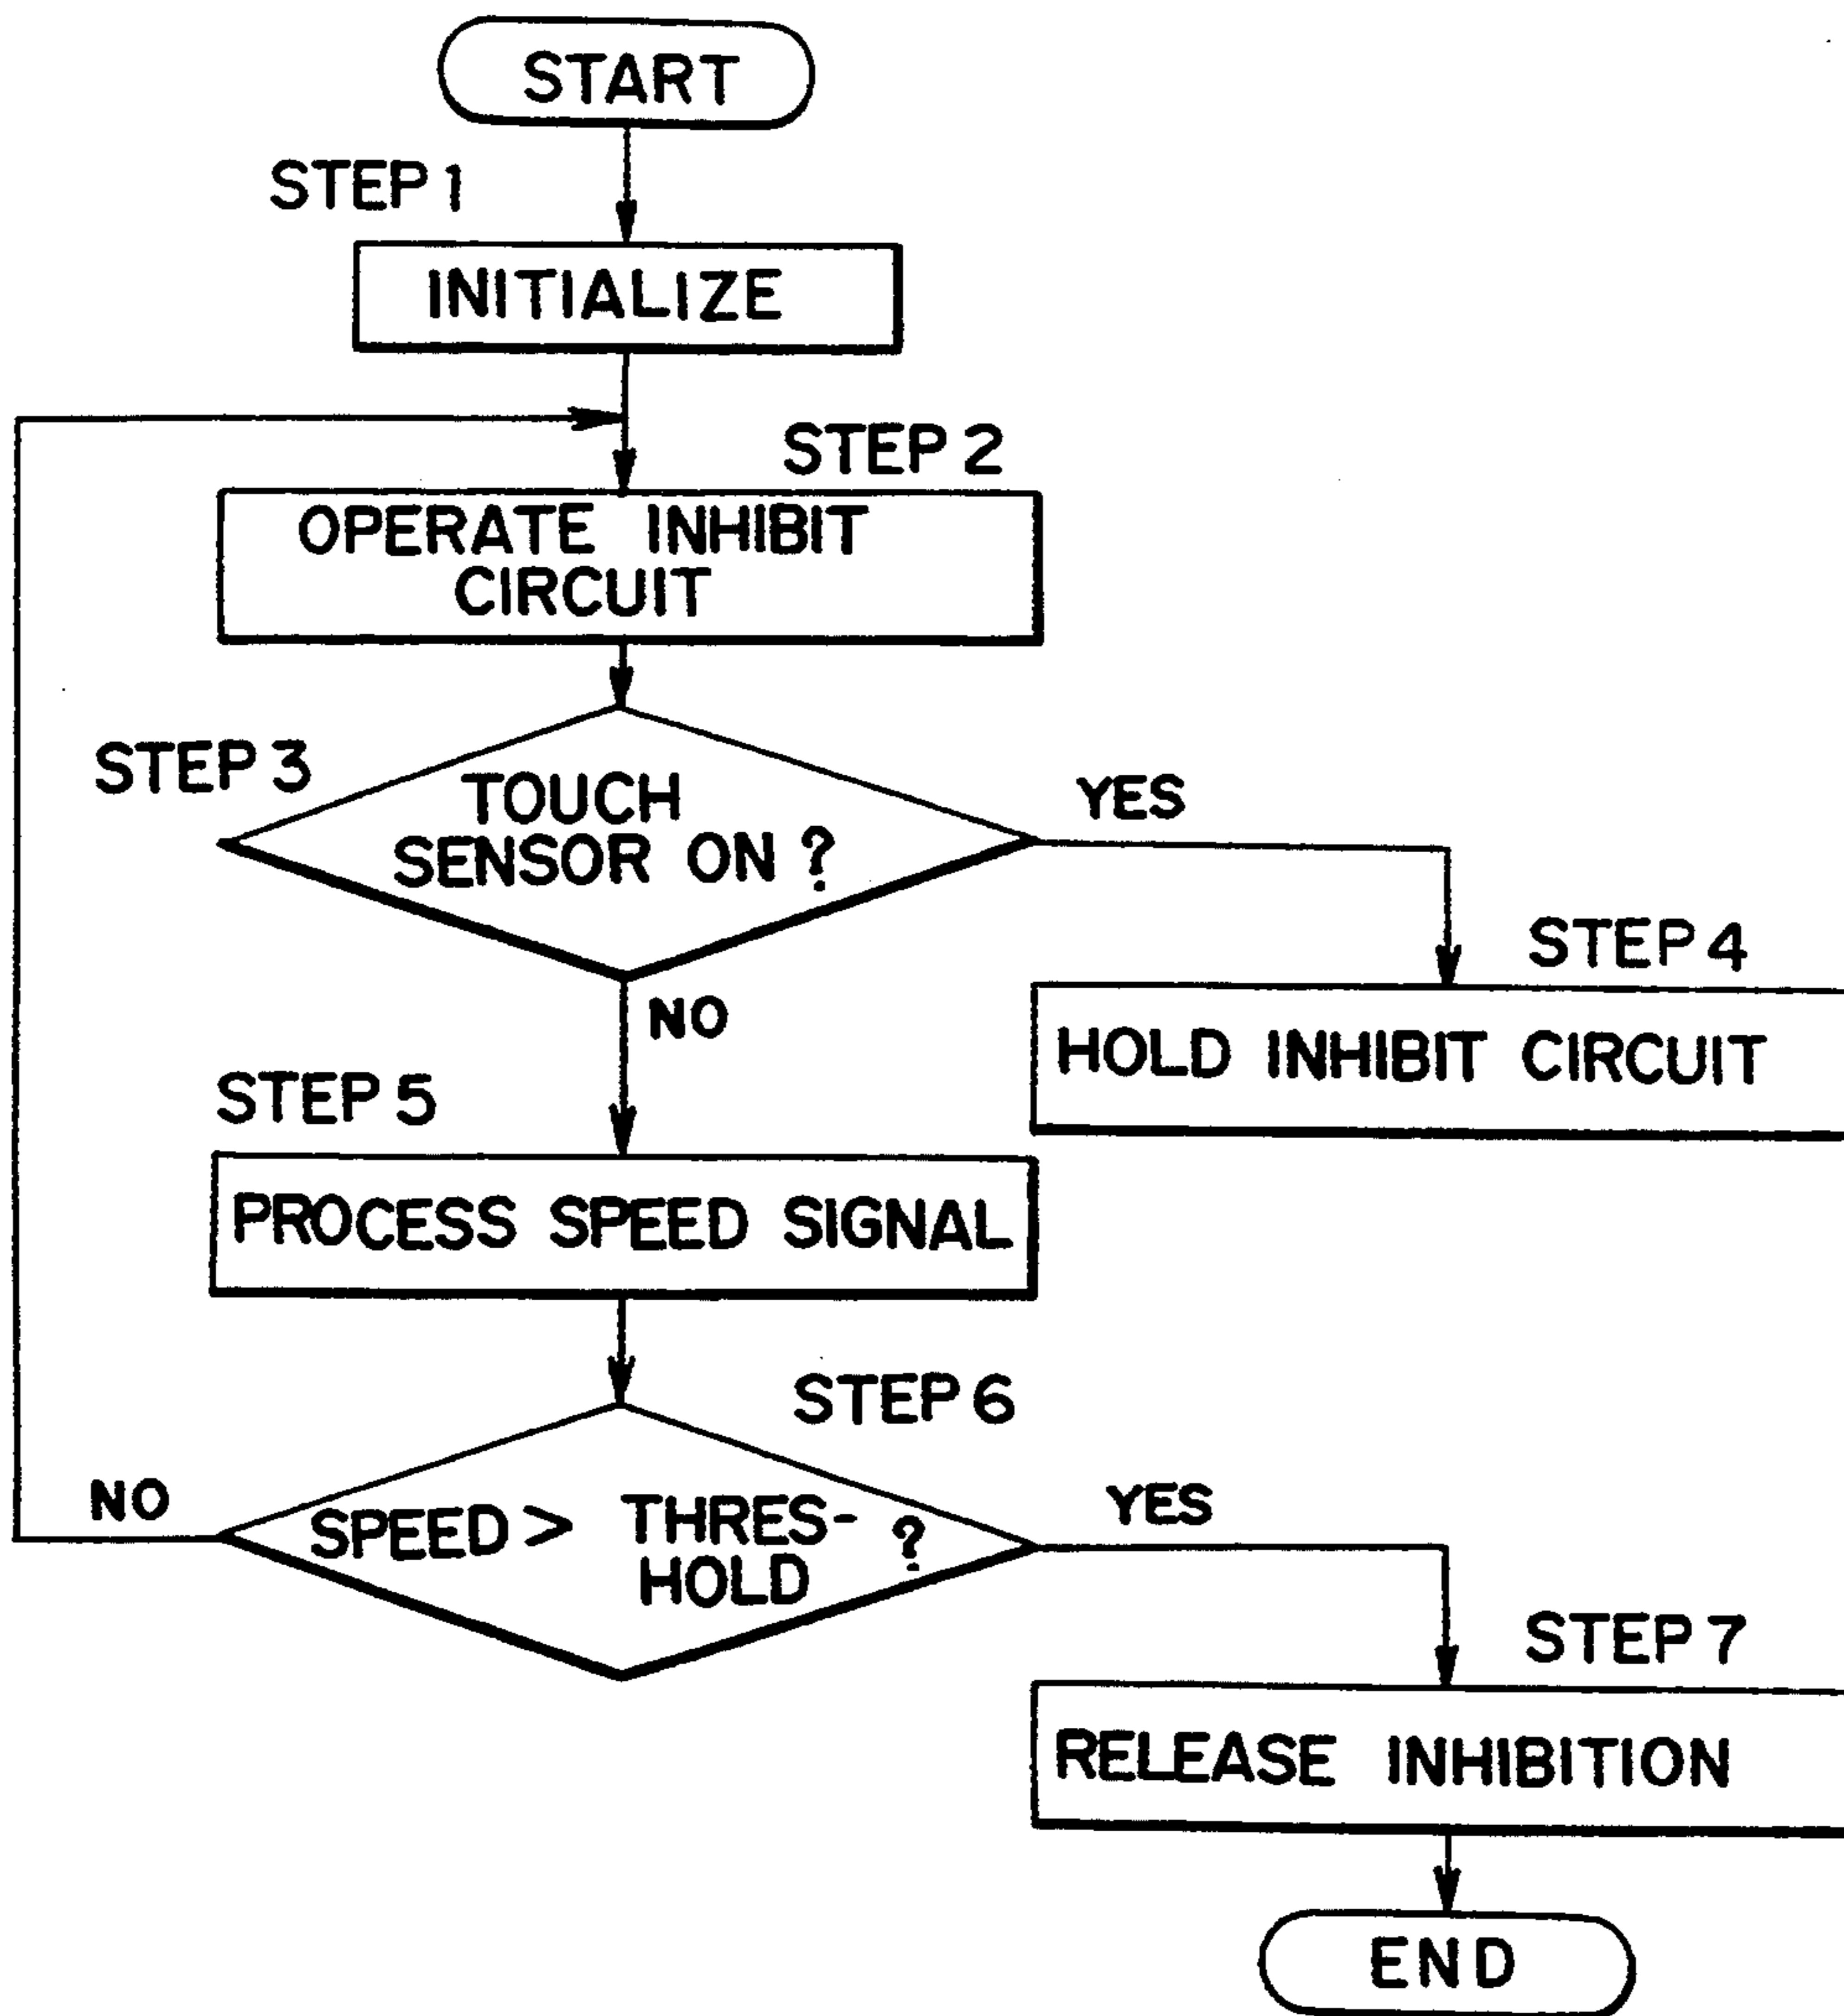 START
STEP 1
INITIALIZE
STEP 2
OPERATE INHIBIT
CIRCUIT
STEP 3
TOUCH
SENSOR ON ?
YES
STEP 4
HOLD INHIBIT CIRCUIT
NO
STEP 5
PROCESS SPEED SIGNAL
STEP 6
NO
SPEED > THRES- ?
HOLD
YES
STEP 7
RELEASE INHIBITION
END